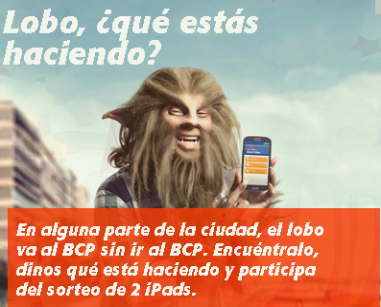 Lobo, ¿qué estás
haciendo?
En alguna parte de la ciudad, el lobo
va al BCP sin ir al BCP. Encuéntralo,
dinos qué está haciendo y participa
del sorteo de 2 iPads.